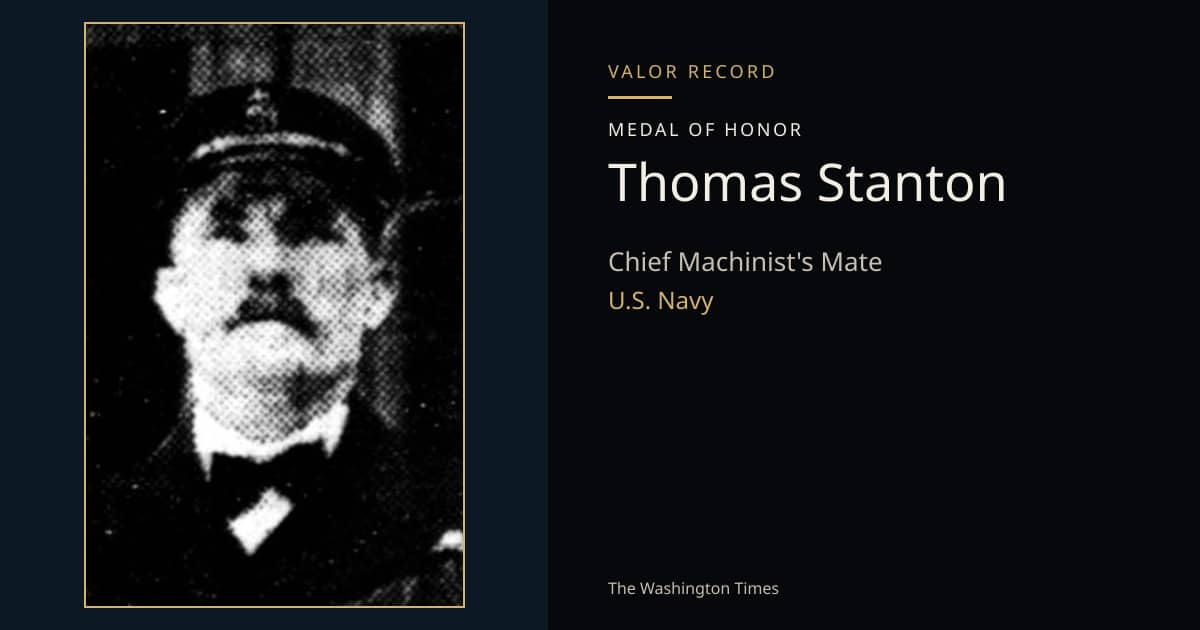 VALOR RECORD
MEDAL OF HONOR
Thomas Stanton
Chief Machinist's Mate
U.S. Navy
The Washington Times